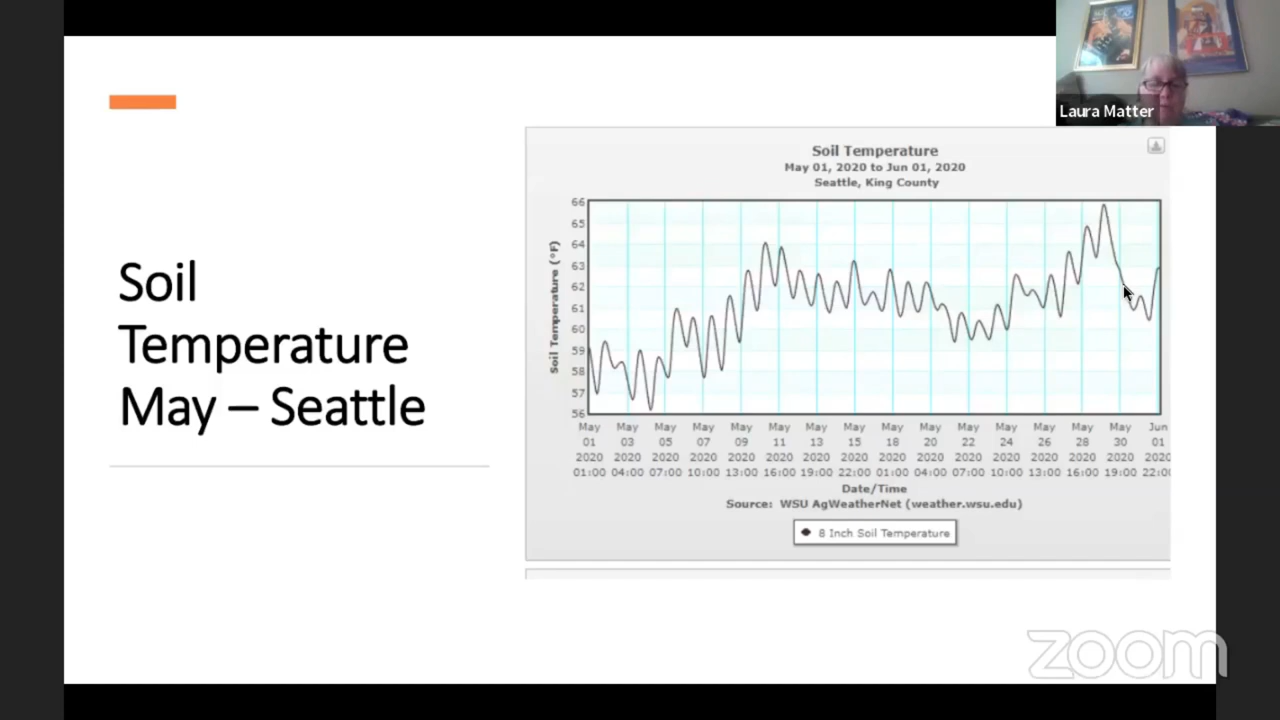 Laura Matter
Soil
Temperature
May – Seattle
Soil Temperature
May 01, 2020 to Jun 01, 2020
Seattle, King County
Soil Temperature (°F)
66
65
64
63
62
61
60
59
58
57
56
May May May May May May May May May May May May May May May Jun
01 03 05 07 09 11 13 15 18 20 22 24 26 28 30 01
2020 2020 2020 2020 2020 2020 2020 2020 2020 2020 2020 2020 2020 2020 2020 2020
01:00 04:00 07:00 10:00 13:00 16:00 19:00 22:00 01:00 04:00 07:00 10:00 13:00 16:00 19:00 22:00
Date/Time
Source: WSU AgWeatherNet (weather.wsu.edu)
8 Inch Soil Temperature
zoom